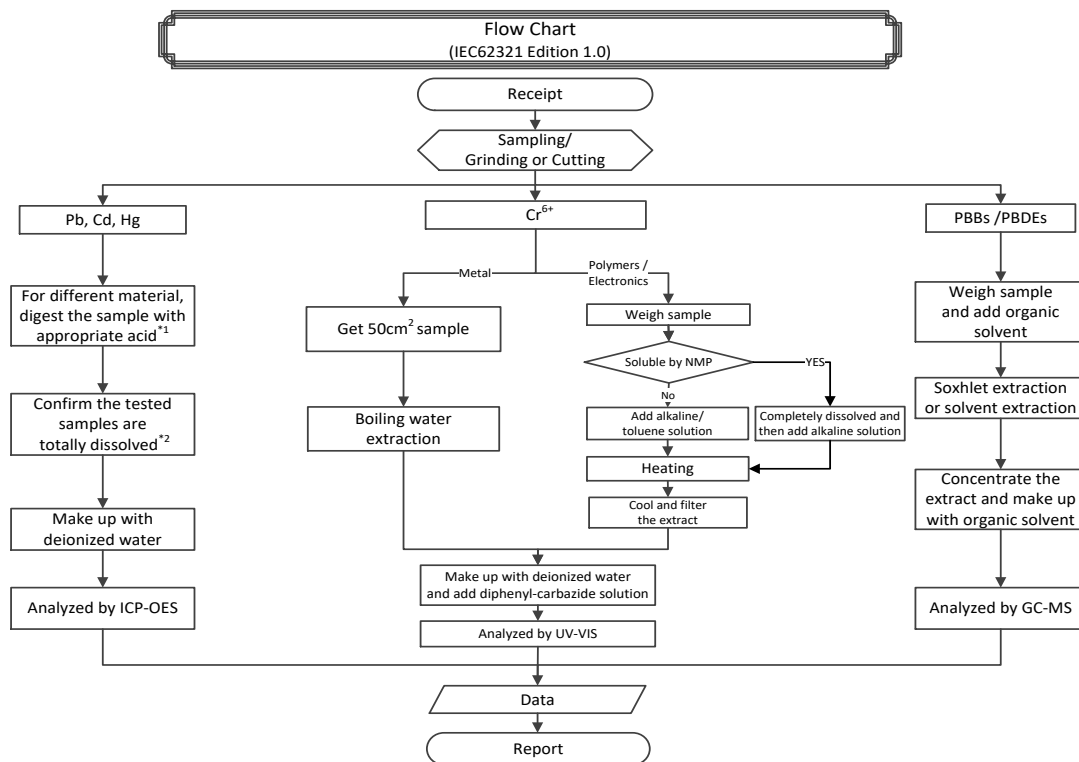 Flow Chart
(IEC62321 Edition 1.0)
Receipt
Sampling/
Grinding or Cutting
Pb, Cd, Hg
For different material,
digest the sample with
appropriate acid*1
Confirm the tested
samples are
totally dissolved*2
Make up with
deionized water
Analyzed by ICP-OES
Cr6+
Metal
Get 50cm2 sample
Boiling water
extraction
Polymers /
Electronics
Weigh sample
Soluble by NMP
YES
No
Add alkaline/
toluene solution
Completely dissolved and
then add alkaline solution
Heating
Cool and filter
the extract
Make up with deionized water
and add diphenyl-carbazide solution
Analyzed by UV-VIS
PBBs /PBDEs
Weigh sample
and add organic
solvent
Soxhlet extraction
or solvent extraction
Concentrate the
extract and make up
with organic solvent
Analyzed by GC-MS
Data
Report